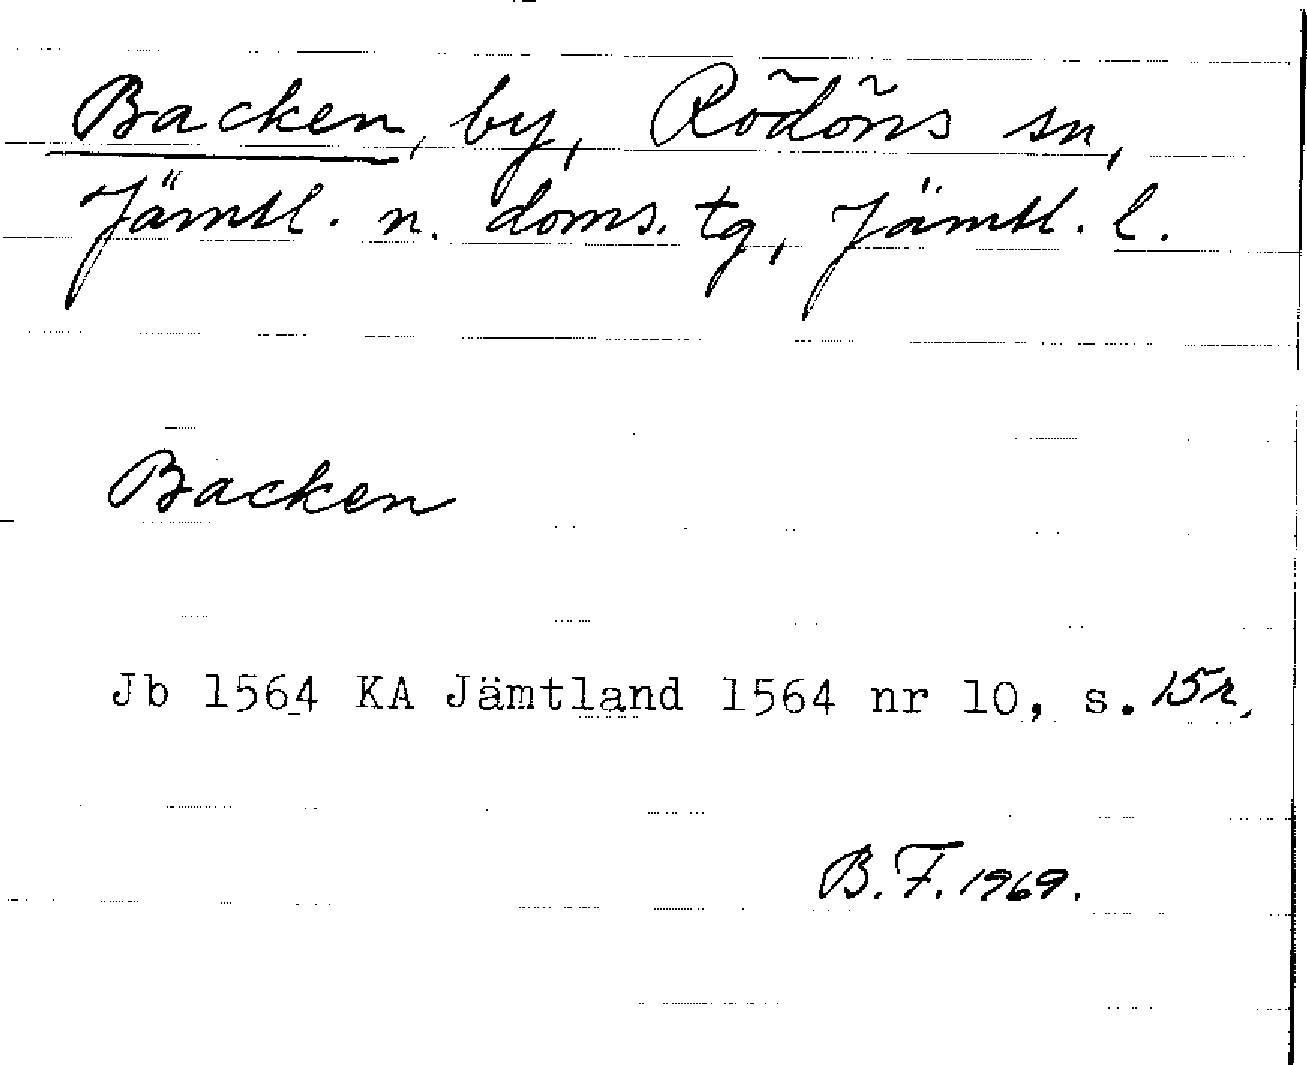 Backen, by, Rödöns sn,
Jämtl. n. doms. tg, Jämtl. l.
Backen
Jb 1564 KA Jämtland 1564 nr 10, s. 15r.
B.F. 1969.